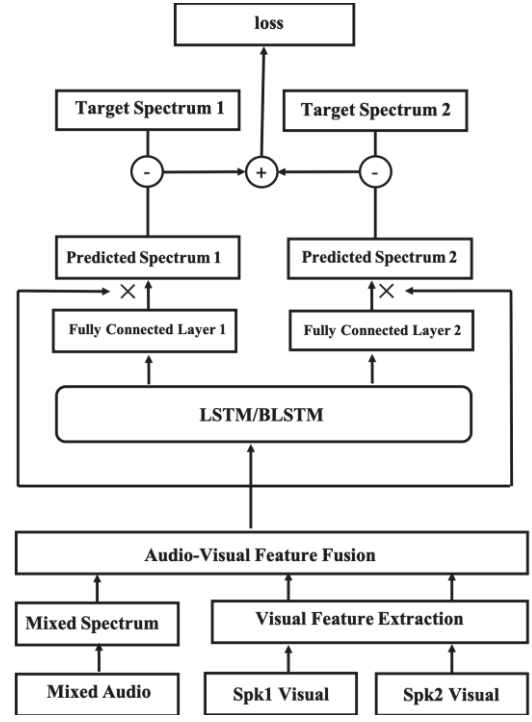 loss
Target Spectrum 1
Target Spectrum 2
-
+
-
Predicted Spectrum 1
Predicted Spectrum 2
×
×
Fully Connected Layer 1
Fully Connected Layer 2
LSTM/BLSTM
Audio-Visual Feature Fusion
Mixed Spectrum
Visual Feature Extraction
Mixed Audio
Spk1 Visual
Spk2 Visual